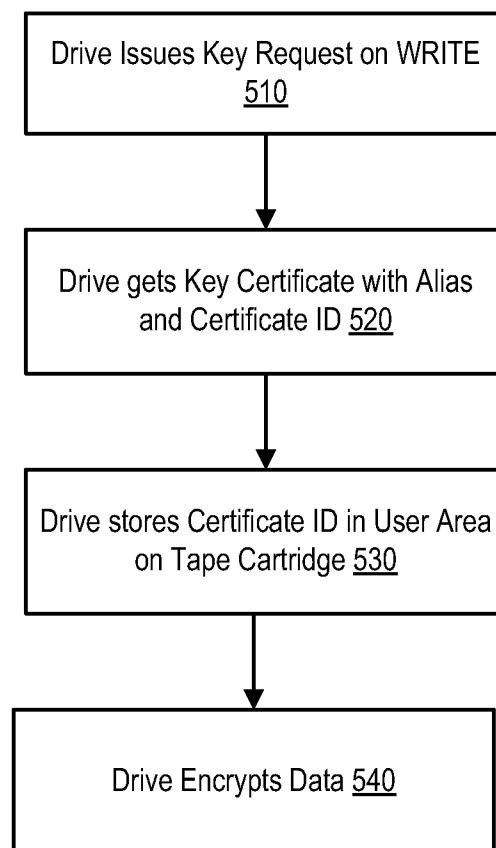 Drive Issues Key Request on WRITE
510
Drive gets Key Certificate with Alias
and Certificate ID 520
Drive stores Certificate ID in User Area
on Tape Cartridge 530
Drive Encrypts Data 540